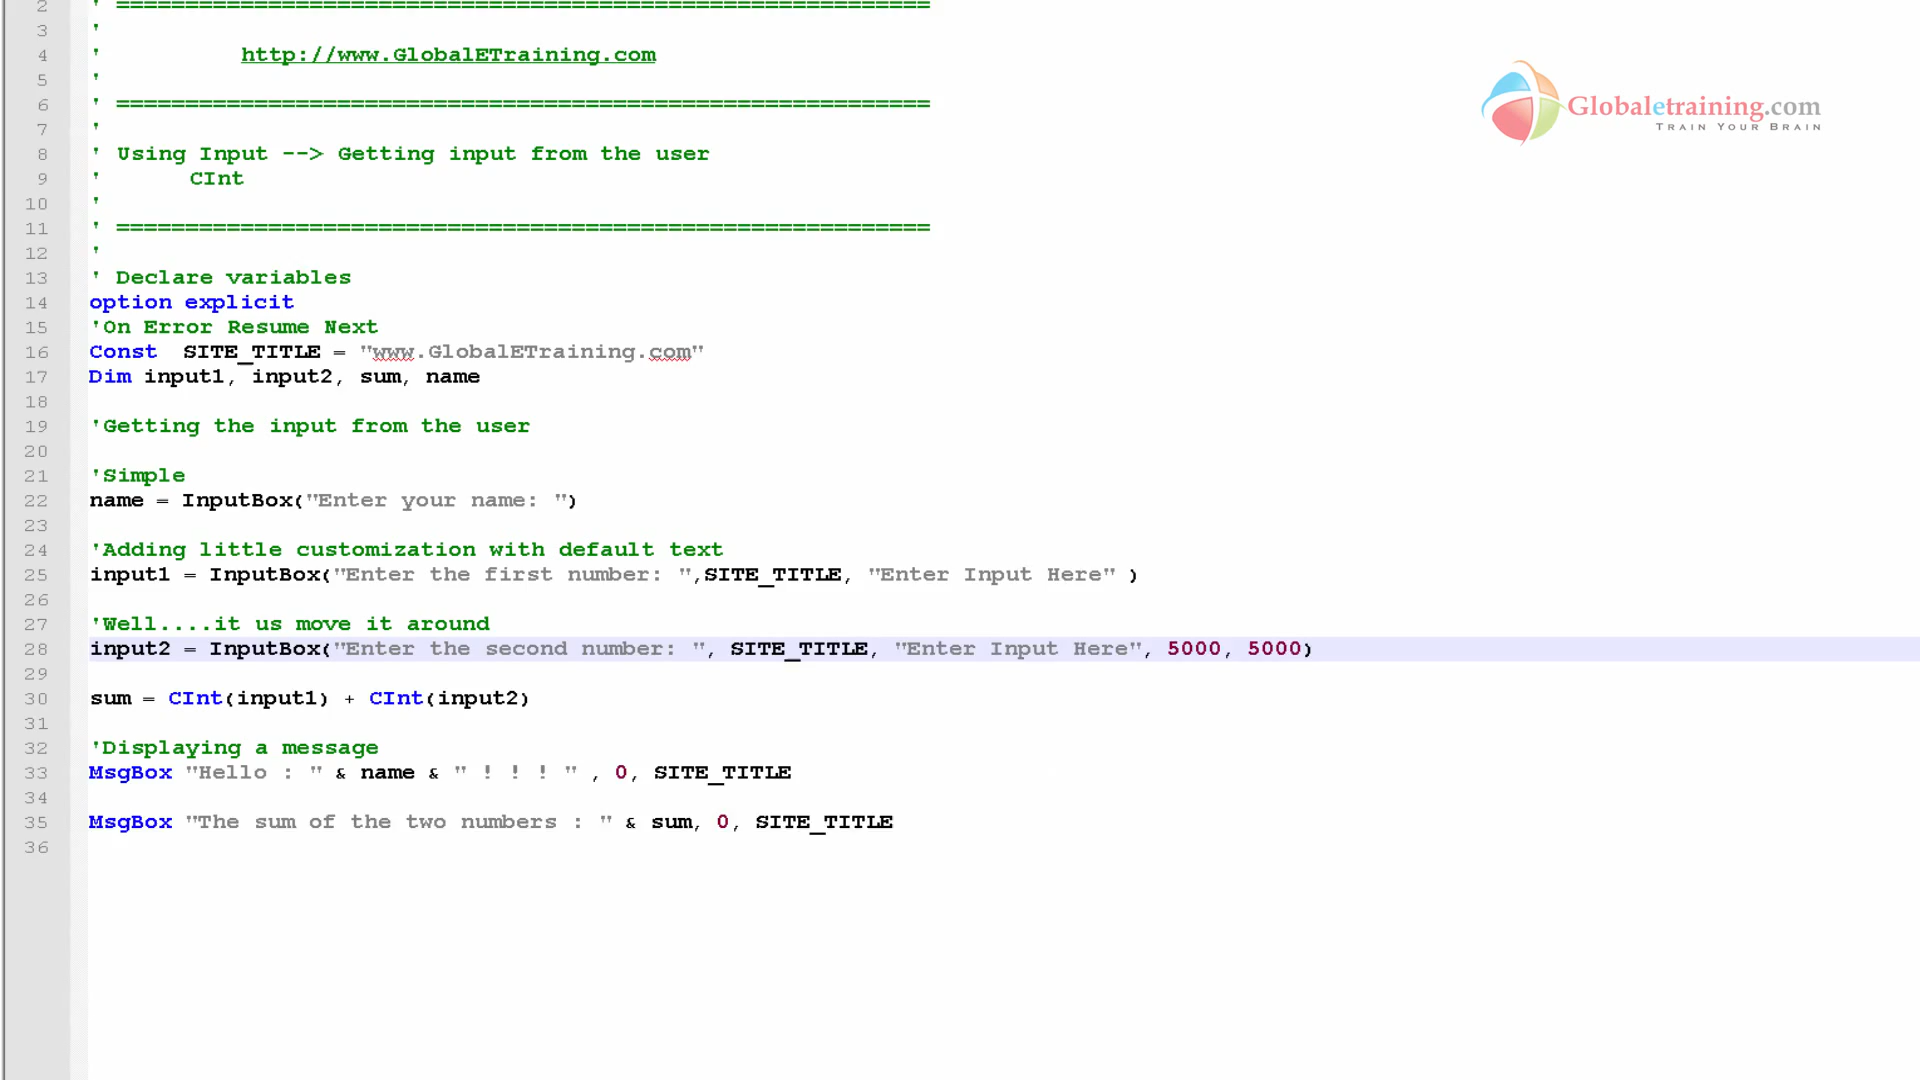 2 ' ===========================================================
3 '
4 ' http://www.GlobalETraining.com
5 '
6 ' ===========================================================
7 '
8 ' Using Input --> Getting input from the user
9 ' CInt
10 '
11 ' ===========================================================
12 '
13 ' Declare variables
14 option explicit
15 'On Error Resume Next
16 Const SITE_TITLE = "www.GlobalETraining.com"
17 Dim input1, input2, sum, name
18
19 'Getting the input from the user
20
21 'Simple
22 name = InputBox("Enter your name: ")
23
24 'Adding little customization with default text
25 input1 = InputBox("Enter the first number: ",SITE_TITLE, "Enter Input Here" )
26
27 'Well....it us move it around
28 input2 = InputBox("Enter the second number: ", SITE_TITLE, "Enter Input Here", 5000, 5000)
29
30 sum = CInt(input1) + CInt(input2)
31
32 'Displaying a message
33 MsgBox "Hello : " & name & " ! ! ! " , 0, SITE_TITLE
34
35 MsgBox "The sum of the two numbers : " & sum, 0, SITE_TITLE
36
Globaletraining.com
TRAIN YOUR BRAIN